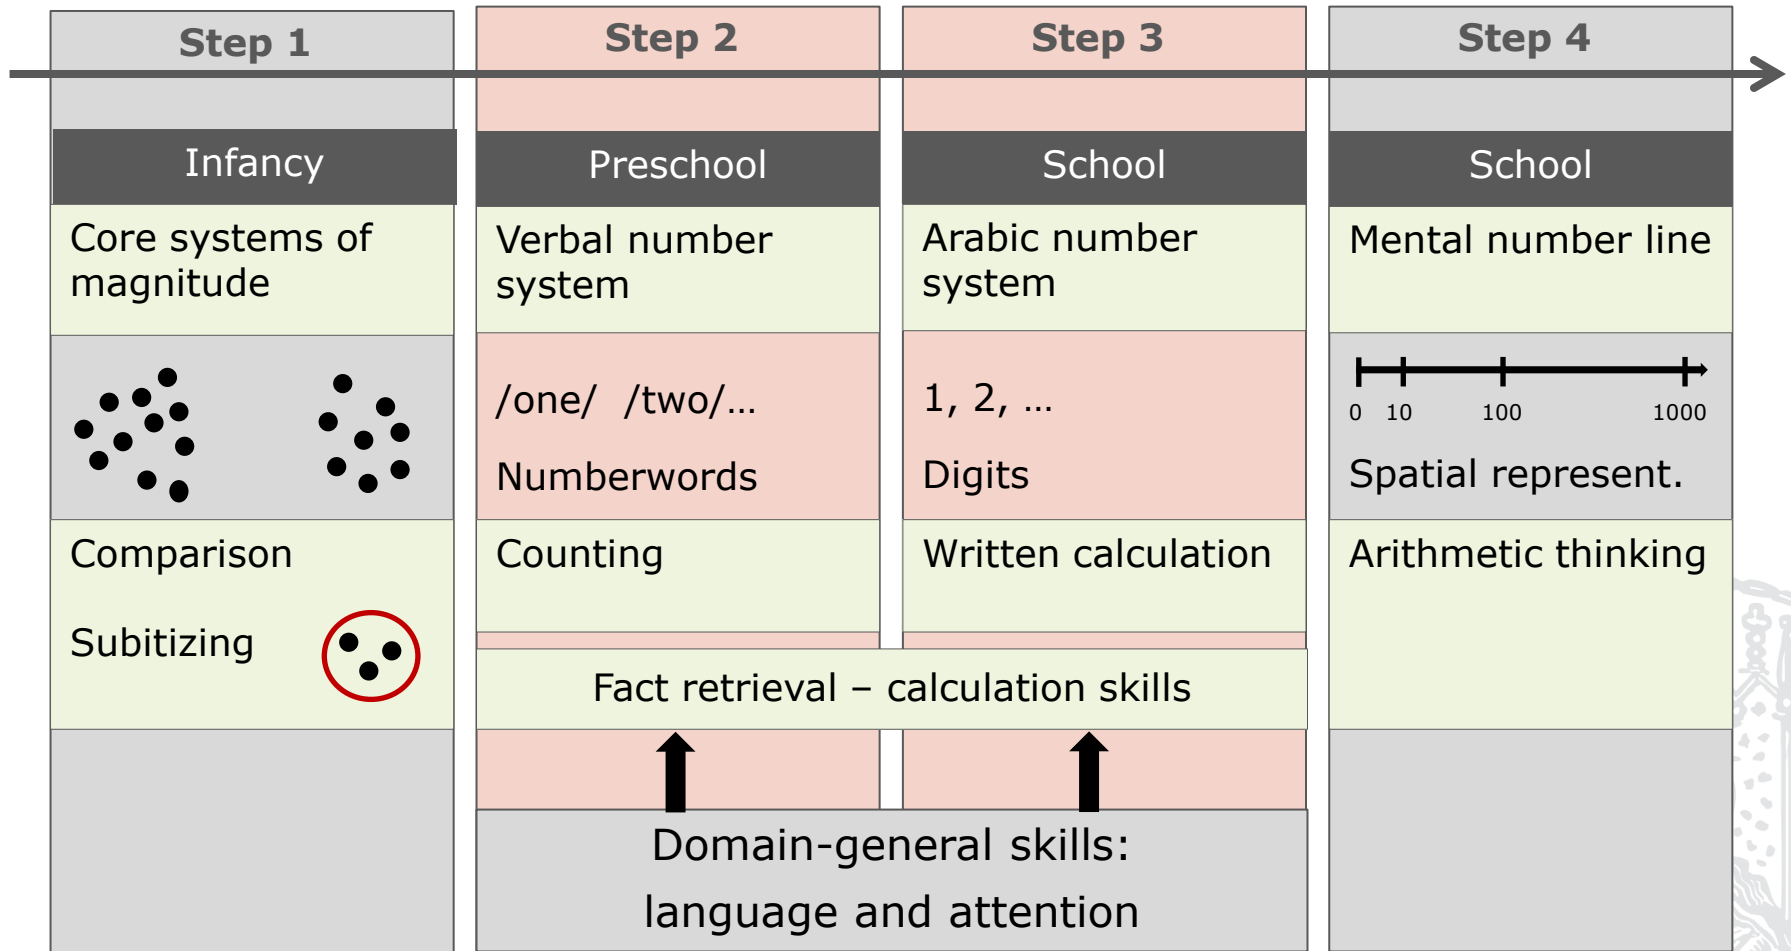 Step 1
Step 2
Step 3
Step 4
Infancy
Preschool
School
School
Core systems of
magnitude
Verbal number
system
Arabic number
system
Mental number line
/one/ /two/...
Numberwords
1, 2, ...
Digits
0 10 100 1000
Spatial represent.
Comparison
Subitizing
Counting
Written calculation
Arithmetic thinking
Fact retrieval – calculation skills
Domain-general skills:
language and attention